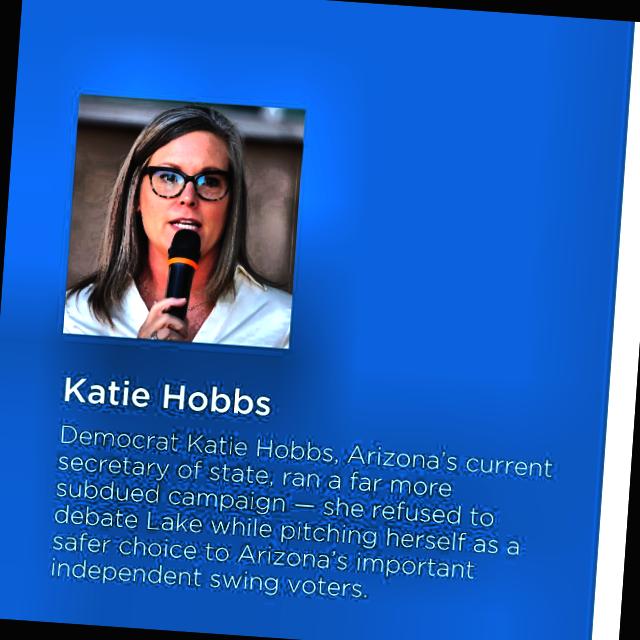 Katie Hobbs
Democrat Katie Hobbs, Arizona's current
secretary of state, ran a far more
subdued campaign — she refused to
debate Lake while pitching herself as a
safer choice to Arizona's important
independent swing voters.